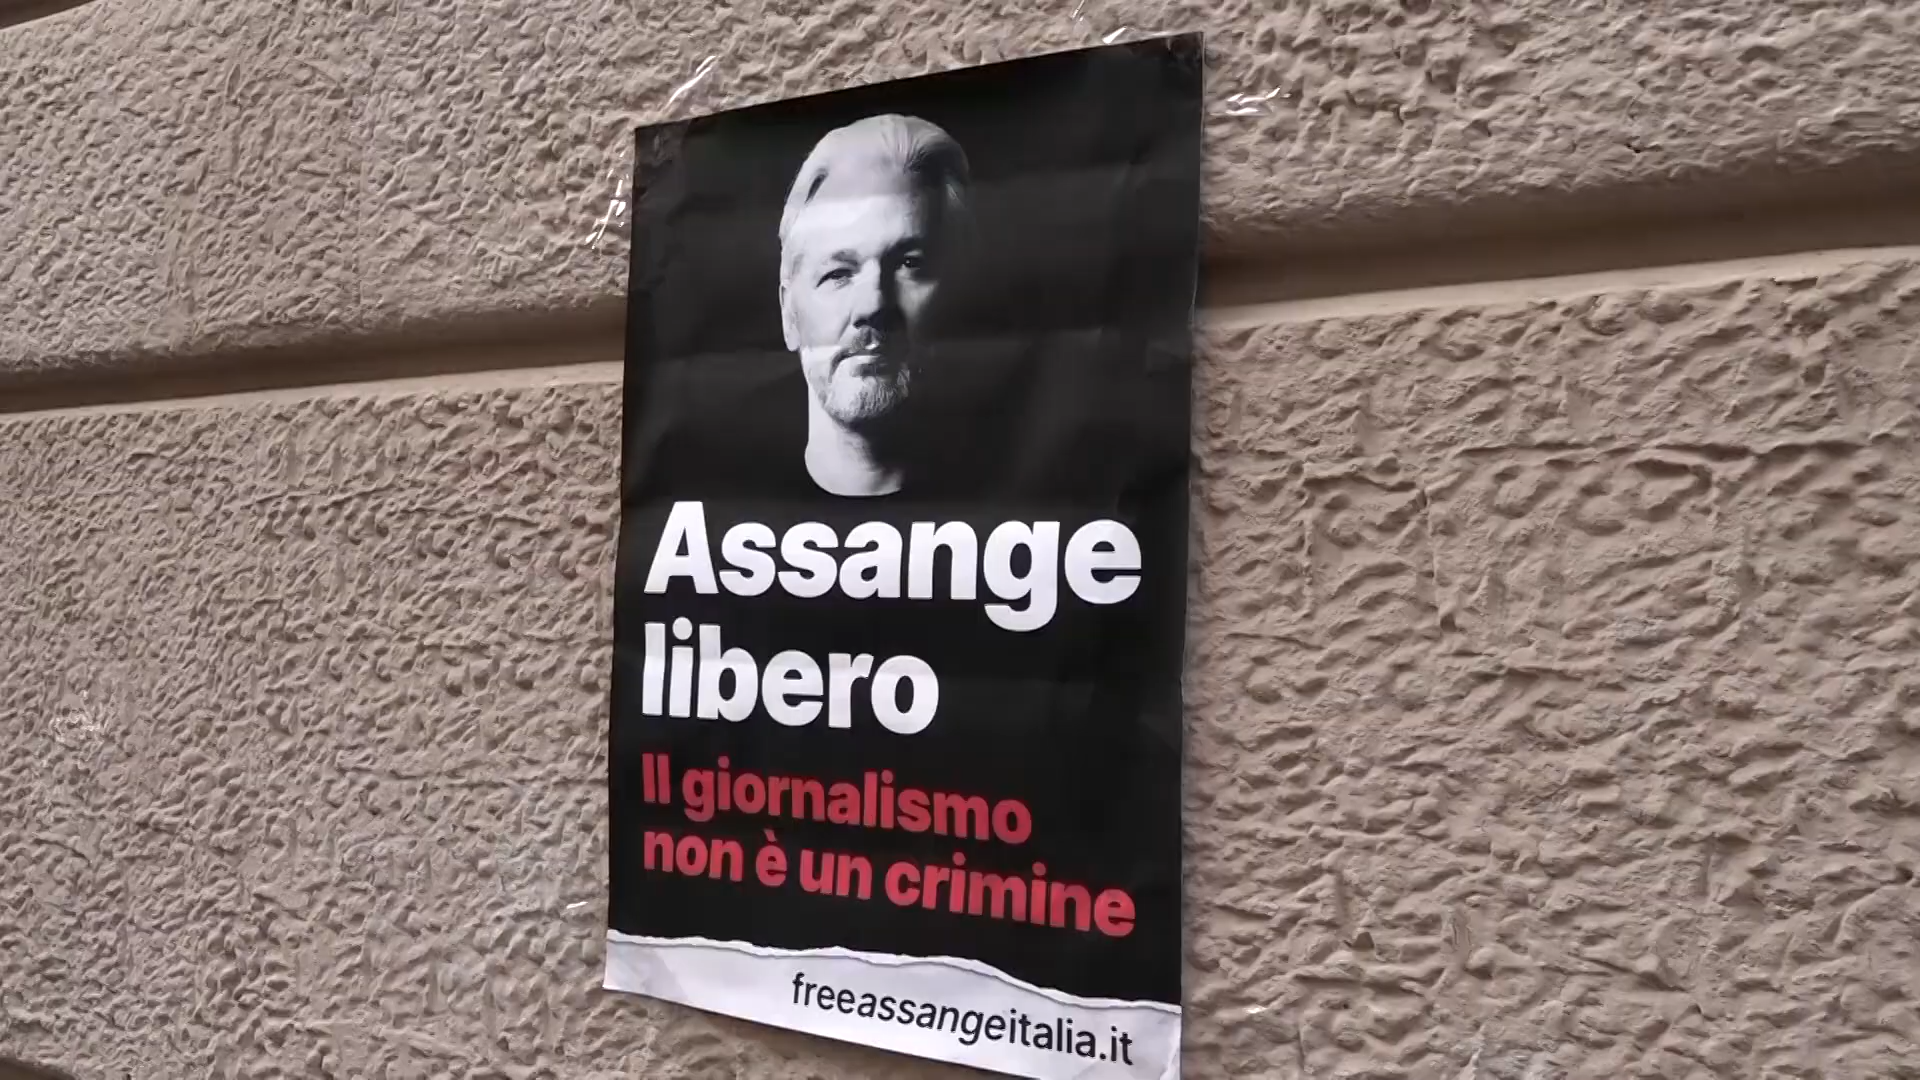 Assange
libero
Il giornalismo
non è un crimine
freeassangeitalia.it